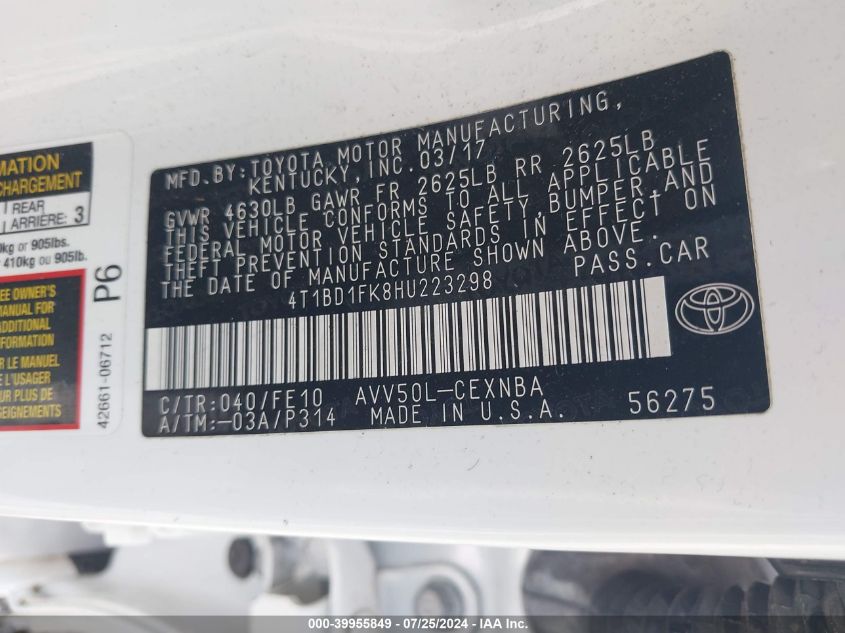 MATION
CHARGEMENT
REAR
ARRIÈRE: 3
0kg or 905lbs.
410kg ou 905lb.
EE OWNER'S
MANUAL FOR
ADDITIONAL
FORMATION
R LE MANUEL
E L'USAGER
R PLUS
SEIGNEMENTS
P6
42661-06712
MFD.BY:TOYOTA MOTOR MANUFACTURING,
KENTUCKY,INC.03/17
GVWR 4630LB GAWR FR 2625LB RR 2625LB
THIS VEHICLE CONFORMS TO ALL APPLICABLE
FEDERAL MOTOR VEHICLE SAFETY,BUMPER,AND
THEFT PREVENTION STANDARDS IN EFFECT ON
THE DATE OF MANUFACTURE SHOWN ABOVE.
4T1BD1FK8HU223298 PASS.CAR
C/TR:040/FE10 AVV50L-CEXNBA
A/TM:-03A/P314 MADE IN U.S.A. 56275
000-39955849 - 07/25/2024 - IAA Inc.